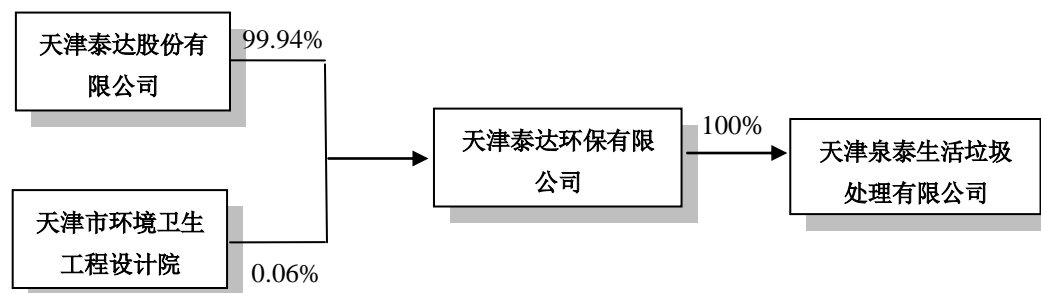 天津泰达股份有
限公司
99.94%
天津市环境卫生
工程设计院
0.06%
天津泰达环保有限
公司
100%
天津泉泰生活垃圾
处理有限公司